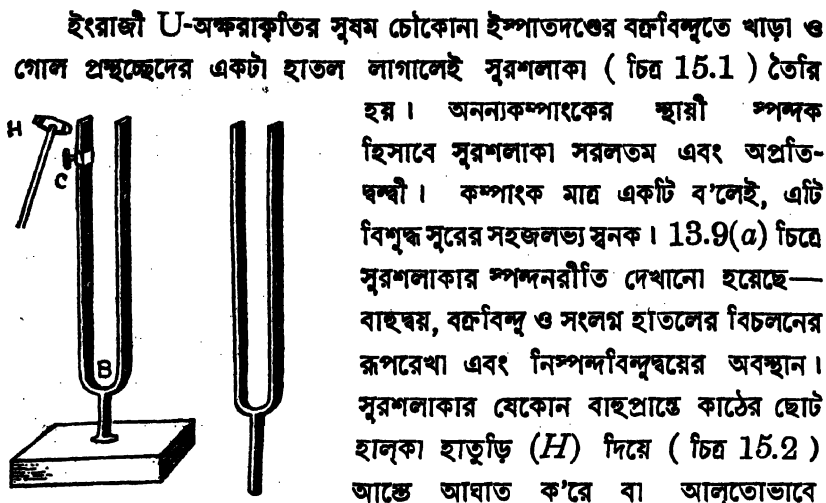 ইংরাজী U-অক্ষরাকৃতির সুষম চৌকোনা ইস্পাতদণ্ডের বক্রবিন্দুতে খাড়া ও
গোল প্রস্থচ্ছেদের একটা হাতল লাগালেই সুরশলাকা ( চিত্র 15.1 ) তৈরি
হয়। অনন্যকম্পাংকের স্থায়ী স্পন্দক
হিসাবে সুরশলাকা সরলতম এবং অপ্রতি-
দ্বন্দ্বী। কম্পাংক মাত্র একটি ব'লেই, এটি
বিশুদ্ধ সুরের সহজলভ্য স্বনক। 13.9(a) চিত্রে
সুরশলাকার স্পন্দনরীতি দেখানো হয়েছে—
বাহুদ্বয়, বক্রবিন্দু ও সংলগ্ন হাতলের বিচলনের
রূপরেখা এবং নিস্পন্দবিন্দুদ্বয়ের অবস্থান।
সুরশলাকার যেকোন বাহুপ্রান্তে কাঠের ছোট
হাল্কা হাতুড়ি (H) দিয়ে ( চিত্র 15.2 )
আস্তে আঘাত ক'রে বা আল্তোভাবে
H
C
B